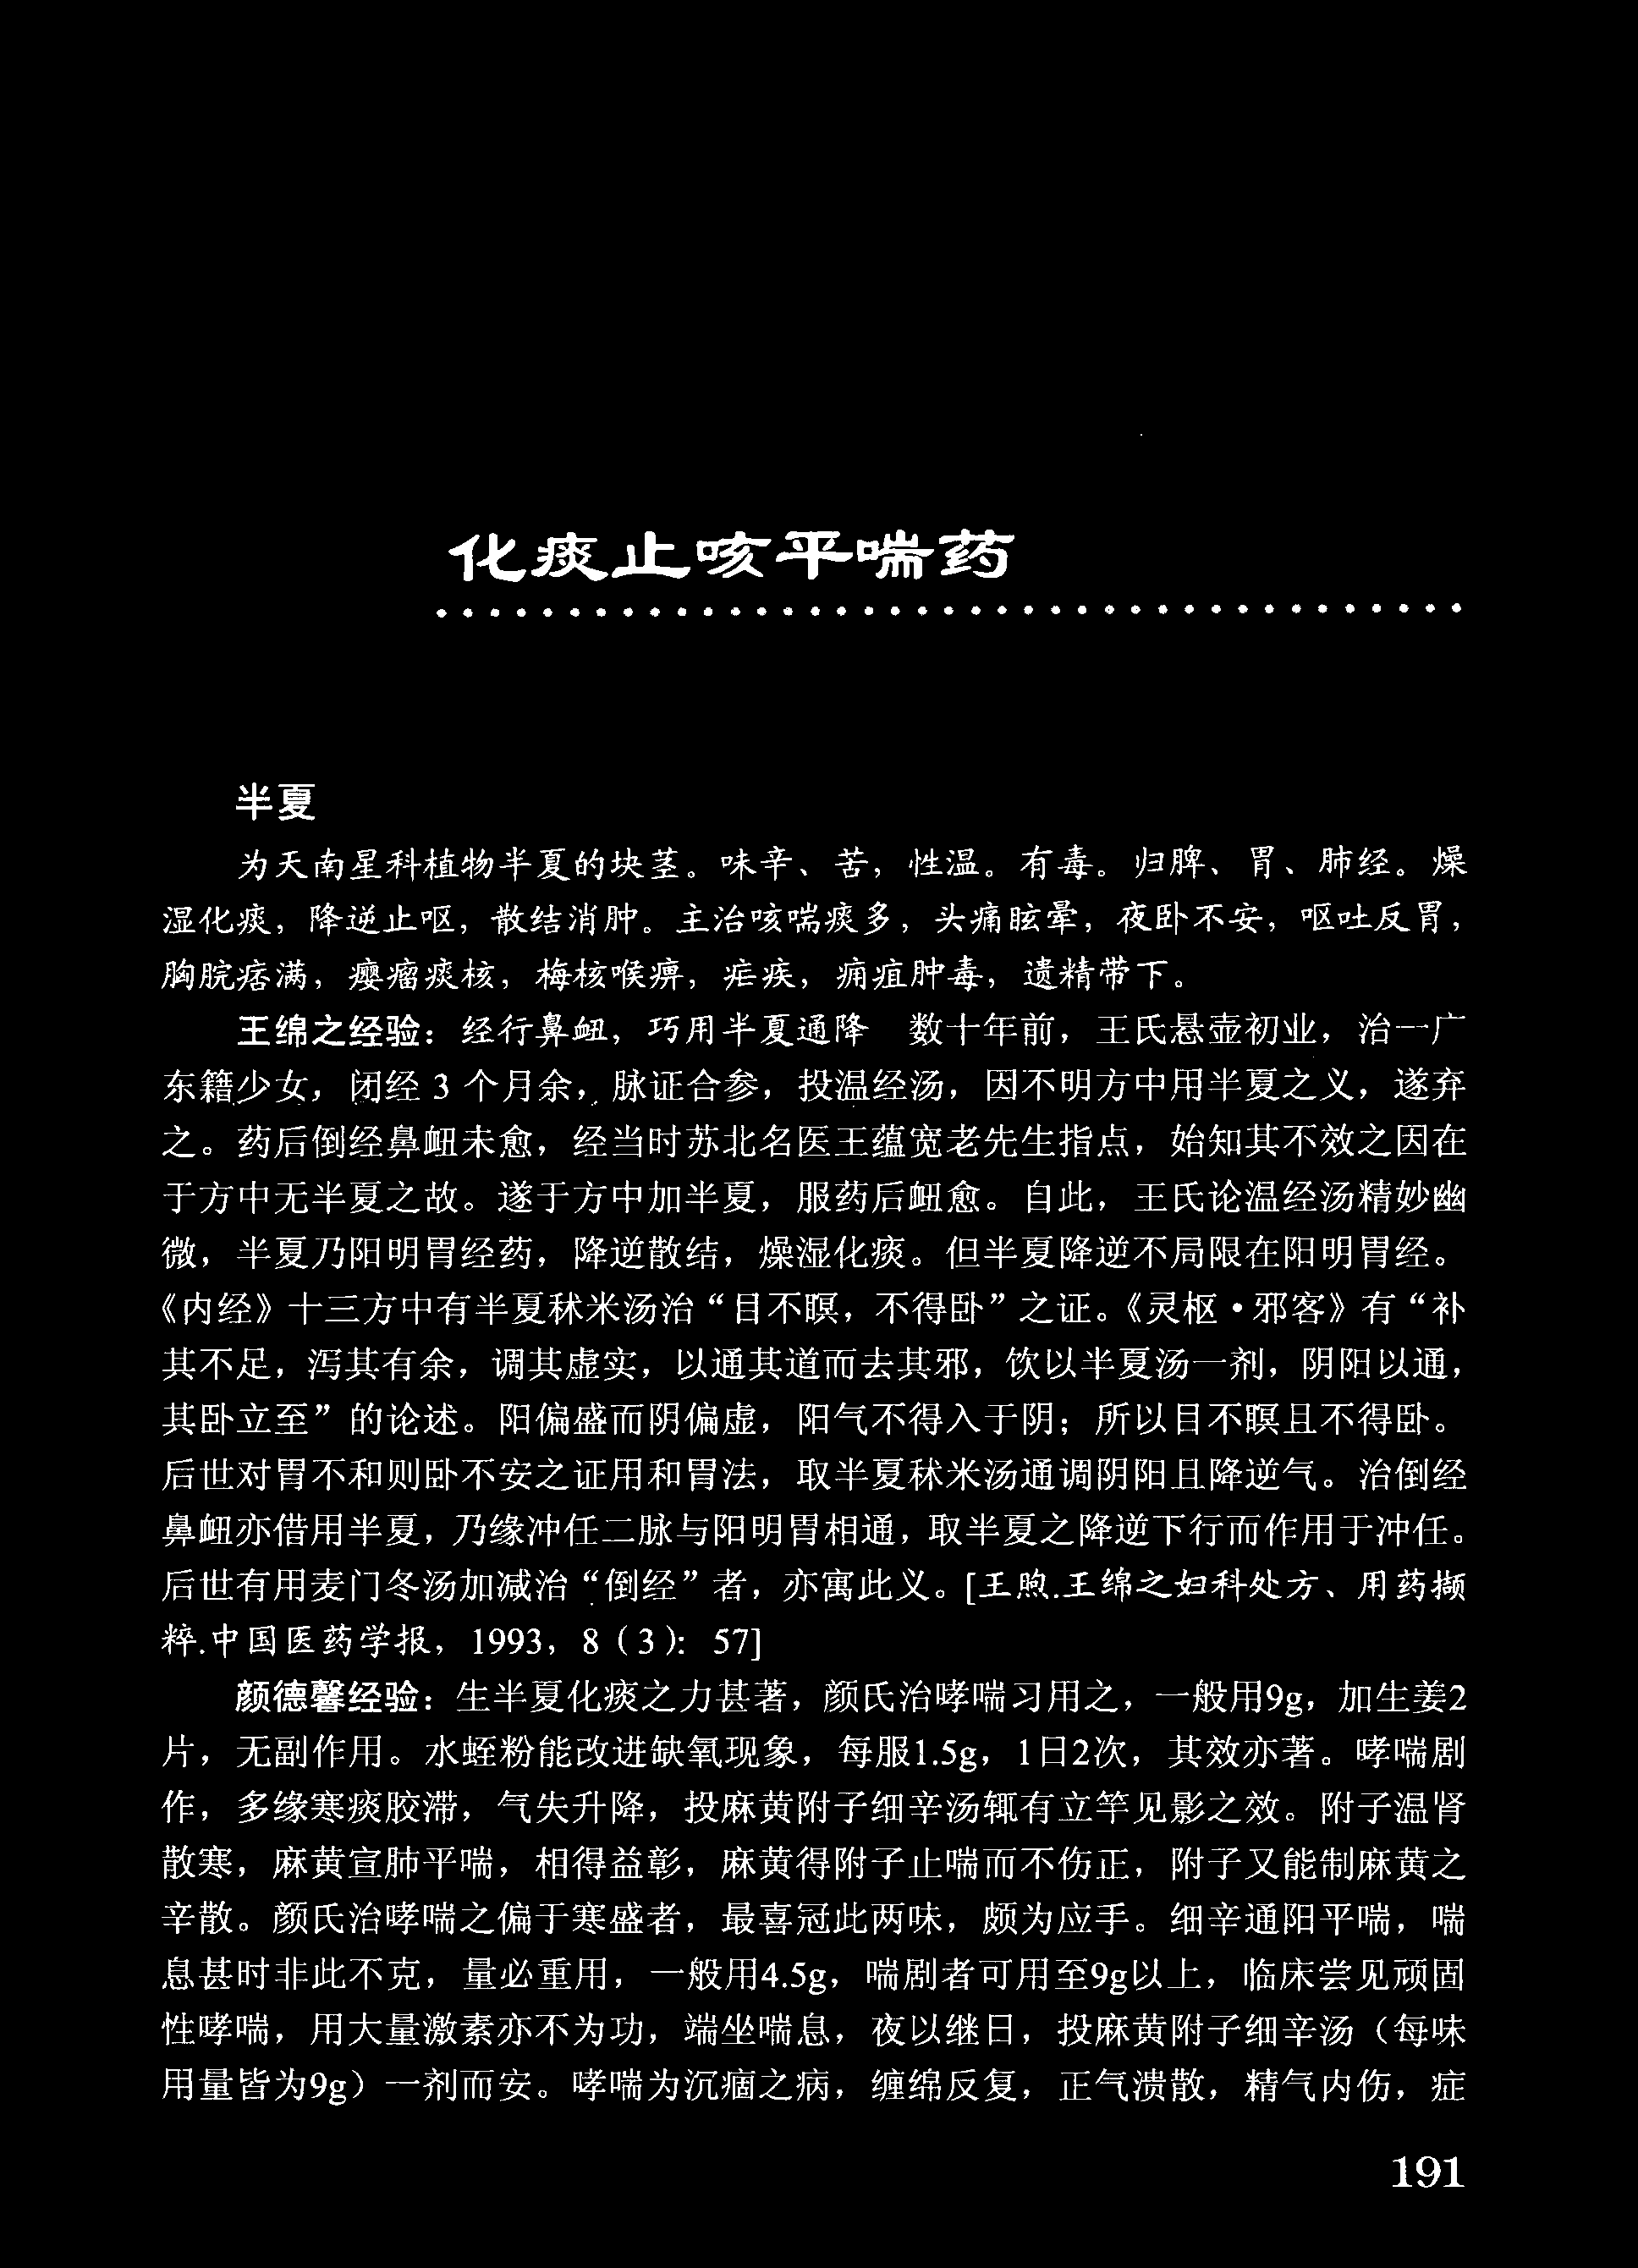 化痰止咳平喘药
半夏
为天南星科植物半夏的块茎。味辛、苦，性温。有毒。归脾、胃、肺经。燥
湿化痰，降逆止呕，散结消肿。主治咳喘痰多，头痛眩晕，夜卧不安，呕吐反胃，
胸脘痞满，瘿瘤痰核，梅核喉痹，疟疾，痈疽肿毒，遗精带下。
王绵之经验：经行鼻衄，巧用半夏通降　数十年前，王氏悬壶初业，治一广
东籍少女，闭经 3 个月余，脉证合参，投温经汤，因不明方中用半夏之义，遂弃
之。药后倒经鼻衄未愈，经当时苏北名医王蕴宽老先生指点，始知其不效之因在
于方中无半夏之故。遂于方中加半夏，服药后衄愈。自此，王氏论温经汤精妙幽
微，半夏乃阳明胃经药，降逆散结，燥湿化痰。但半夏降逆不局限在阳明胃经。
《内经》十三方中有半夏秫米汤治“目不瞑，不得卧”之证。《灵枢·邪客》有“补
其不足，泻其有余，调其虚实，以通其道而去其邪，饮以半夏汤一剂，阴阳以通，
其卧立至”的论述。阳偏盛而阴偏虚，阳气不得入于阴；所以目不瞑且不得卧。
后世对胃不和则卧不安之证用和胃法，取半夏秫米汤通调阴阳且降逆气。治倒经
鼻衄亦借用半夏，乃缘冲任二脉与阳明胃相通，取半夏之降逆下行而作用于冲任。
后世有用麦门冬汤加减治“倒经”者，亦寓此义。[王煦.王绵之妇科处方、用药撷
粹.中国医药学报，1993，8（3）：57]
颜德馨经验：生半夏化痰之力甚著，颜氏治哮喘习用之，一般用9g，加生姜2
片，无副作用。水蛭粉能改进缺氧现象，每服1.5g，1日2次，其效亦著。哮喘剧
作，多缘寒痰胶滞，气失升降，投麻黄附子细辛汤辄有立竿见影之效。附子温肾
散寒，麻黄宣肺平喘，相得益彰，麻黄得附子止喘而不伤正，附子又能制麻黄之
辛散。颜氏治哮喘之偏于寒盛者，最喜冠此两味，颇为应手。细辛通阳平喘，喘
息甚时非此不克，量必重用，一般用4.5g，喘剧者可用至9g以上，临床尝见顽固
性哮喘，用大量激素亦不为功，端坐喘息，夜以继日，投麻黄附子细辛汤（每味
用量皆为9g）一剂而安。哮喘为沉痼之病，缠绵反复，正气溃散，精气内伤，症
191